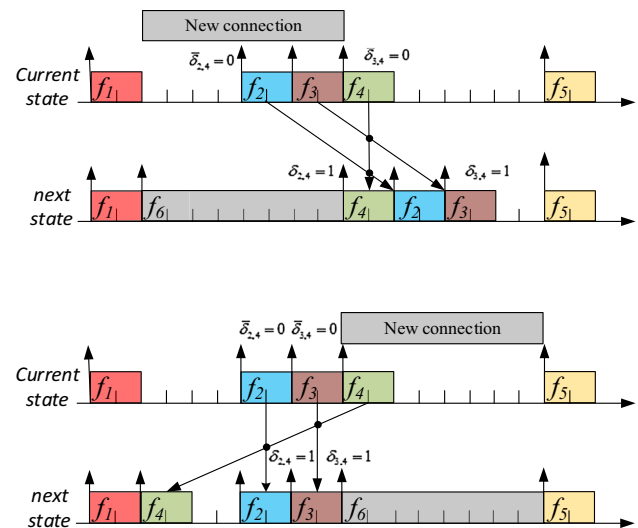 New connection
δ̄2,4=0 δ̄3,4=0
Current
state
f1 f2 f3 f4 f5
δ2,4=1 δ3,4=1
next
state
f1 f6 f4 f2 f3 f5
New connection
δ̄2,4=0 δ̄3,4=0
Current
state
f1 f2 f3 f4 f5
δ2,4=1 δ3,4=1
next
state
f1 f4 f2 f3 f6 f5